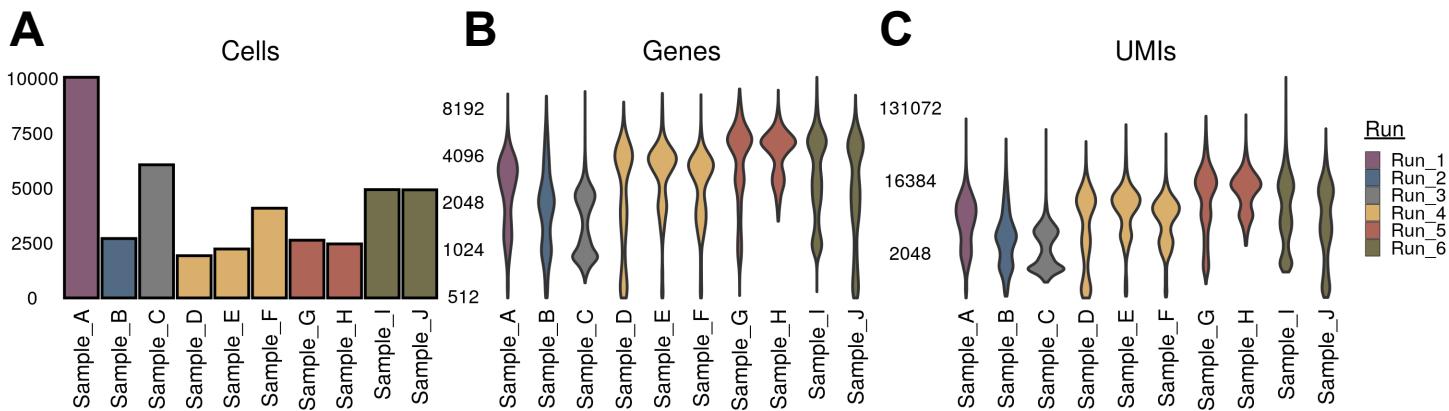 A
Cells
10000
7500
5000
2500
0
Sample_A
Sample_B
Sample_C
Sample_D
Sample_E
Sample_F
Sample_G
Sample_H
Sample_I
Sample_J
B
Genes
8192
4096
2048
1024
512
Sample_A
Sample_B
Sample_C
Sample_D
Sample_E
Sample_F
Sample_G
Sample_H
Sample_I
Sample_J
C
UMIs
131072
16384
2048
Sample_A
Sample_B
Sample_C
Sample_D
Sample_E
Sample_F
Sample_G
Sample_H
Sample_I
Sample_J
Run
Run_1
Run_2
Run_3
Run_4
Run_5
Run_6